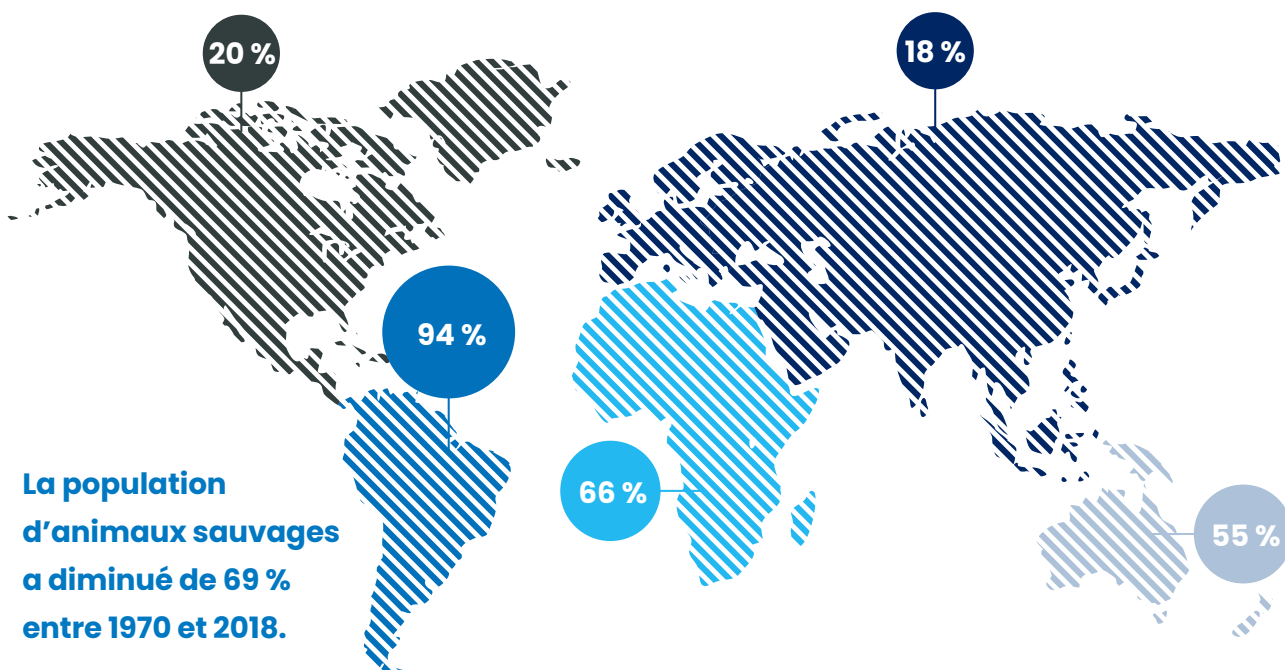 20 %
18 %
94 %
66 %
55 %
La population
d’animaux sauvages
a diminué de 69 %
entre 1970 et 2018.